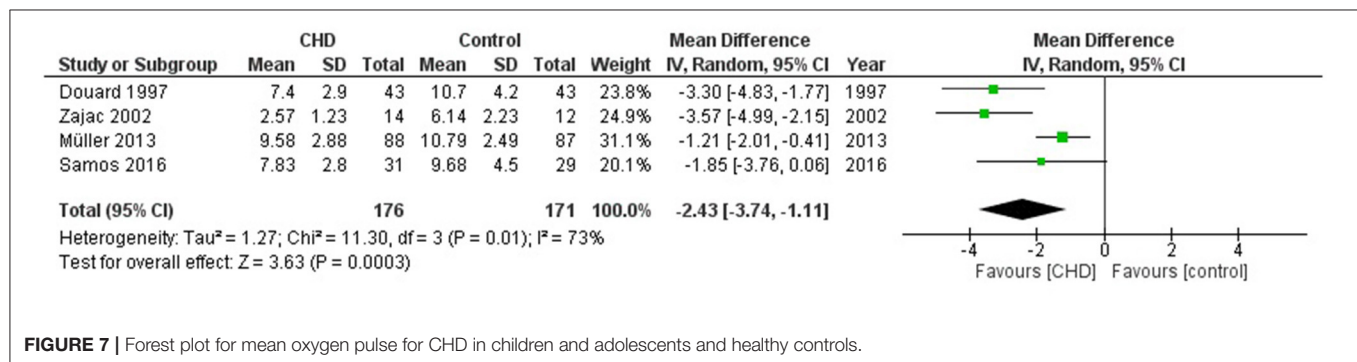 CHD Control Mean Difference Mean Difference
Study or Subgroup Mean SD Total Mean SD Total Weight IV, Random, 95% CI Year IV, Random, 95% CI
Douard 1997 7.4 2.9 43 10.7 4.2 43 23.8% -3.30 [-4.83, -1.77] 1997
Zajac 2002 2.57 1.23 14 6.14 2.23 12 24.9% -3.57 [-4.99, -2.15] 2002
Müller 2013 9.58 2.88 88 10.79 2.49 87 31.1% -1.21 [-2.01, -0.41] 2013
Samos 2016 7.83 2.8 31 9.68 4.5 29 20.1% -1.85 [-3.76, 0.06] 2016
Total (95% CI) 176 171 100.0% -2.43 [-3.74, -1.11]
Heterogeneity: Tau² = 1.27; Chi² = 11.30, df = 3 (P = 0.01); I² = 73%
Test for overall effect: Z = 3.63 (P = 0.0003)
-4 -2 0 2 4
Favours [CHD] Favours [control]
FIGURE 7 | Forest plot for mean oxygen pulse for CHD in children and adolescents and healthy controls.